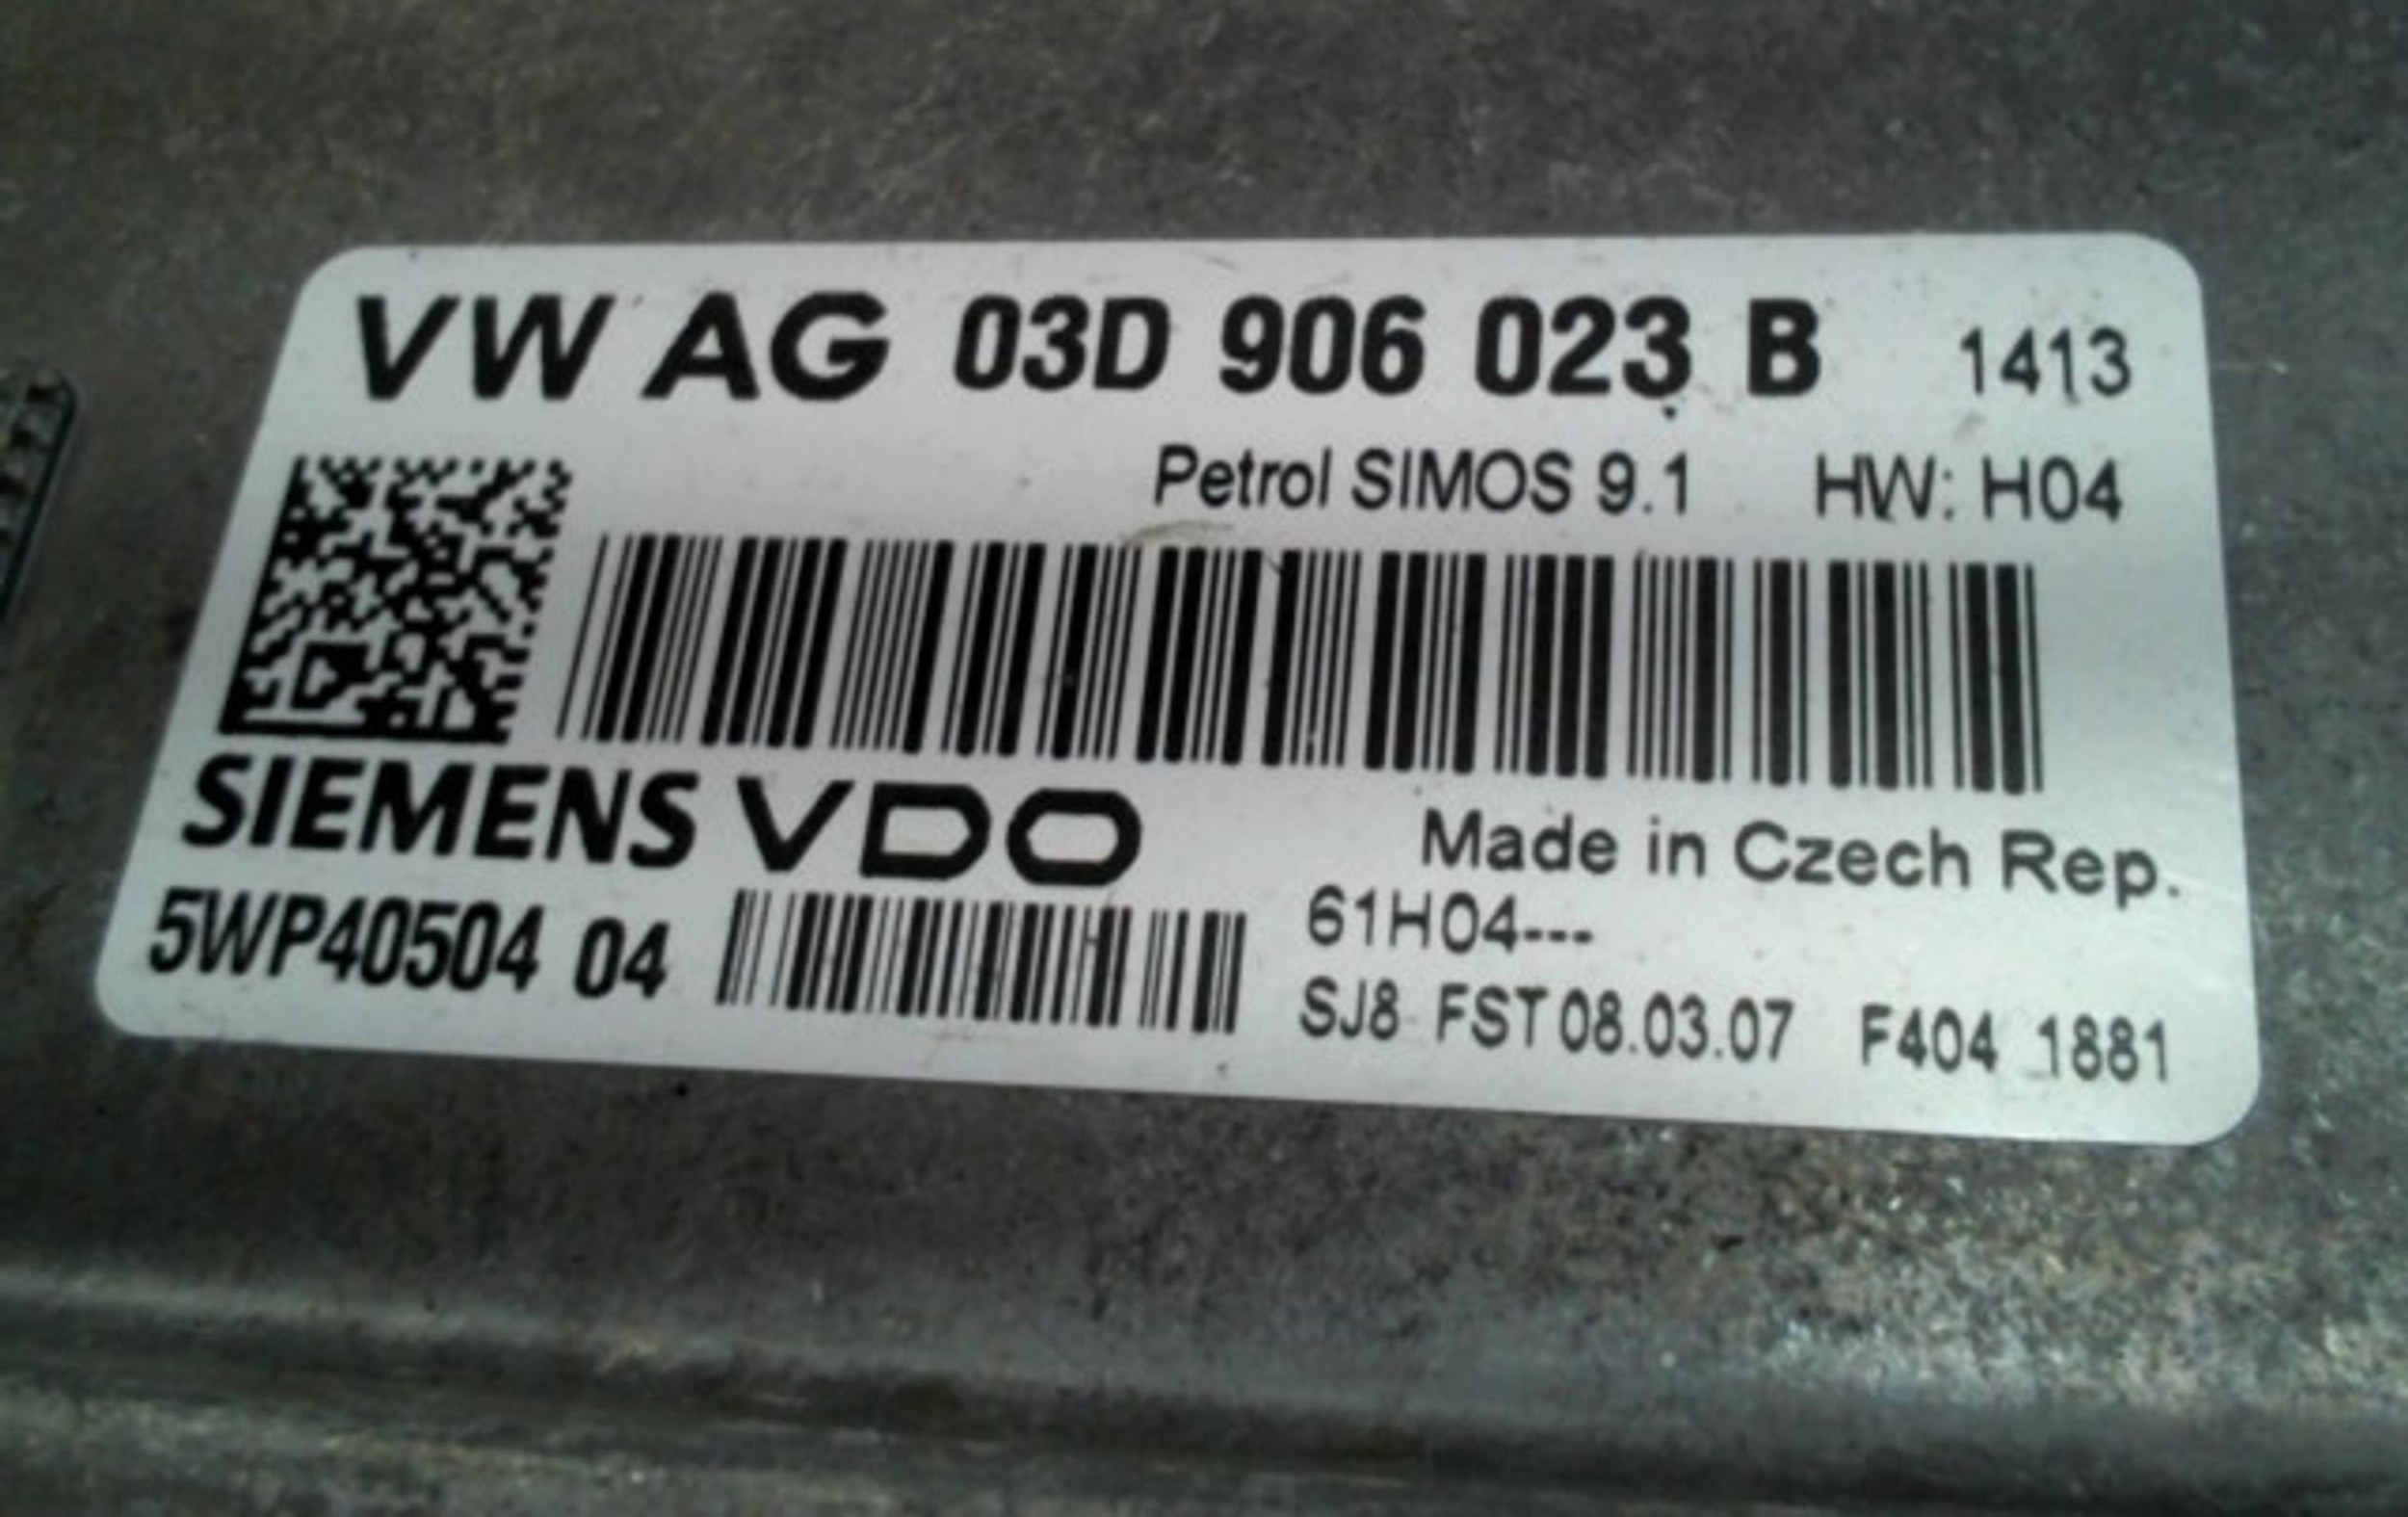 VW AG 03D 906 023 B 1413
Petrol SIMOS 9.1 HW: H04
SIEMENS VDO
Made in Czech Rep.
5WP40504 04
61H04---
SJ8 FST 08.03.07 F404 1881